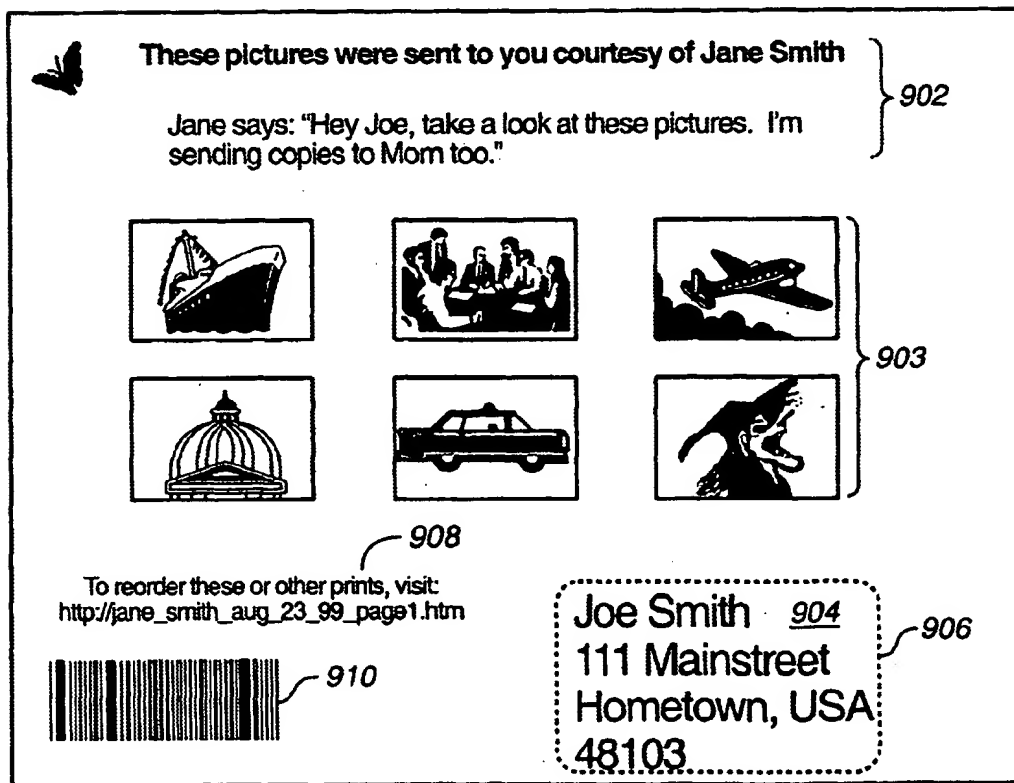 These pictures were sent to you courtesy of Jane Smith
902
Jane says: “Hey Joe, take a look at these pictures. I'm
sending copies to Mom too.”
903
908
To reorder these or other prints, visit:
http://jane_smith_aug_23_99_page1.htm
910
Joe Smith 904
111 Mainstreet
906
Hometown, USA
48103